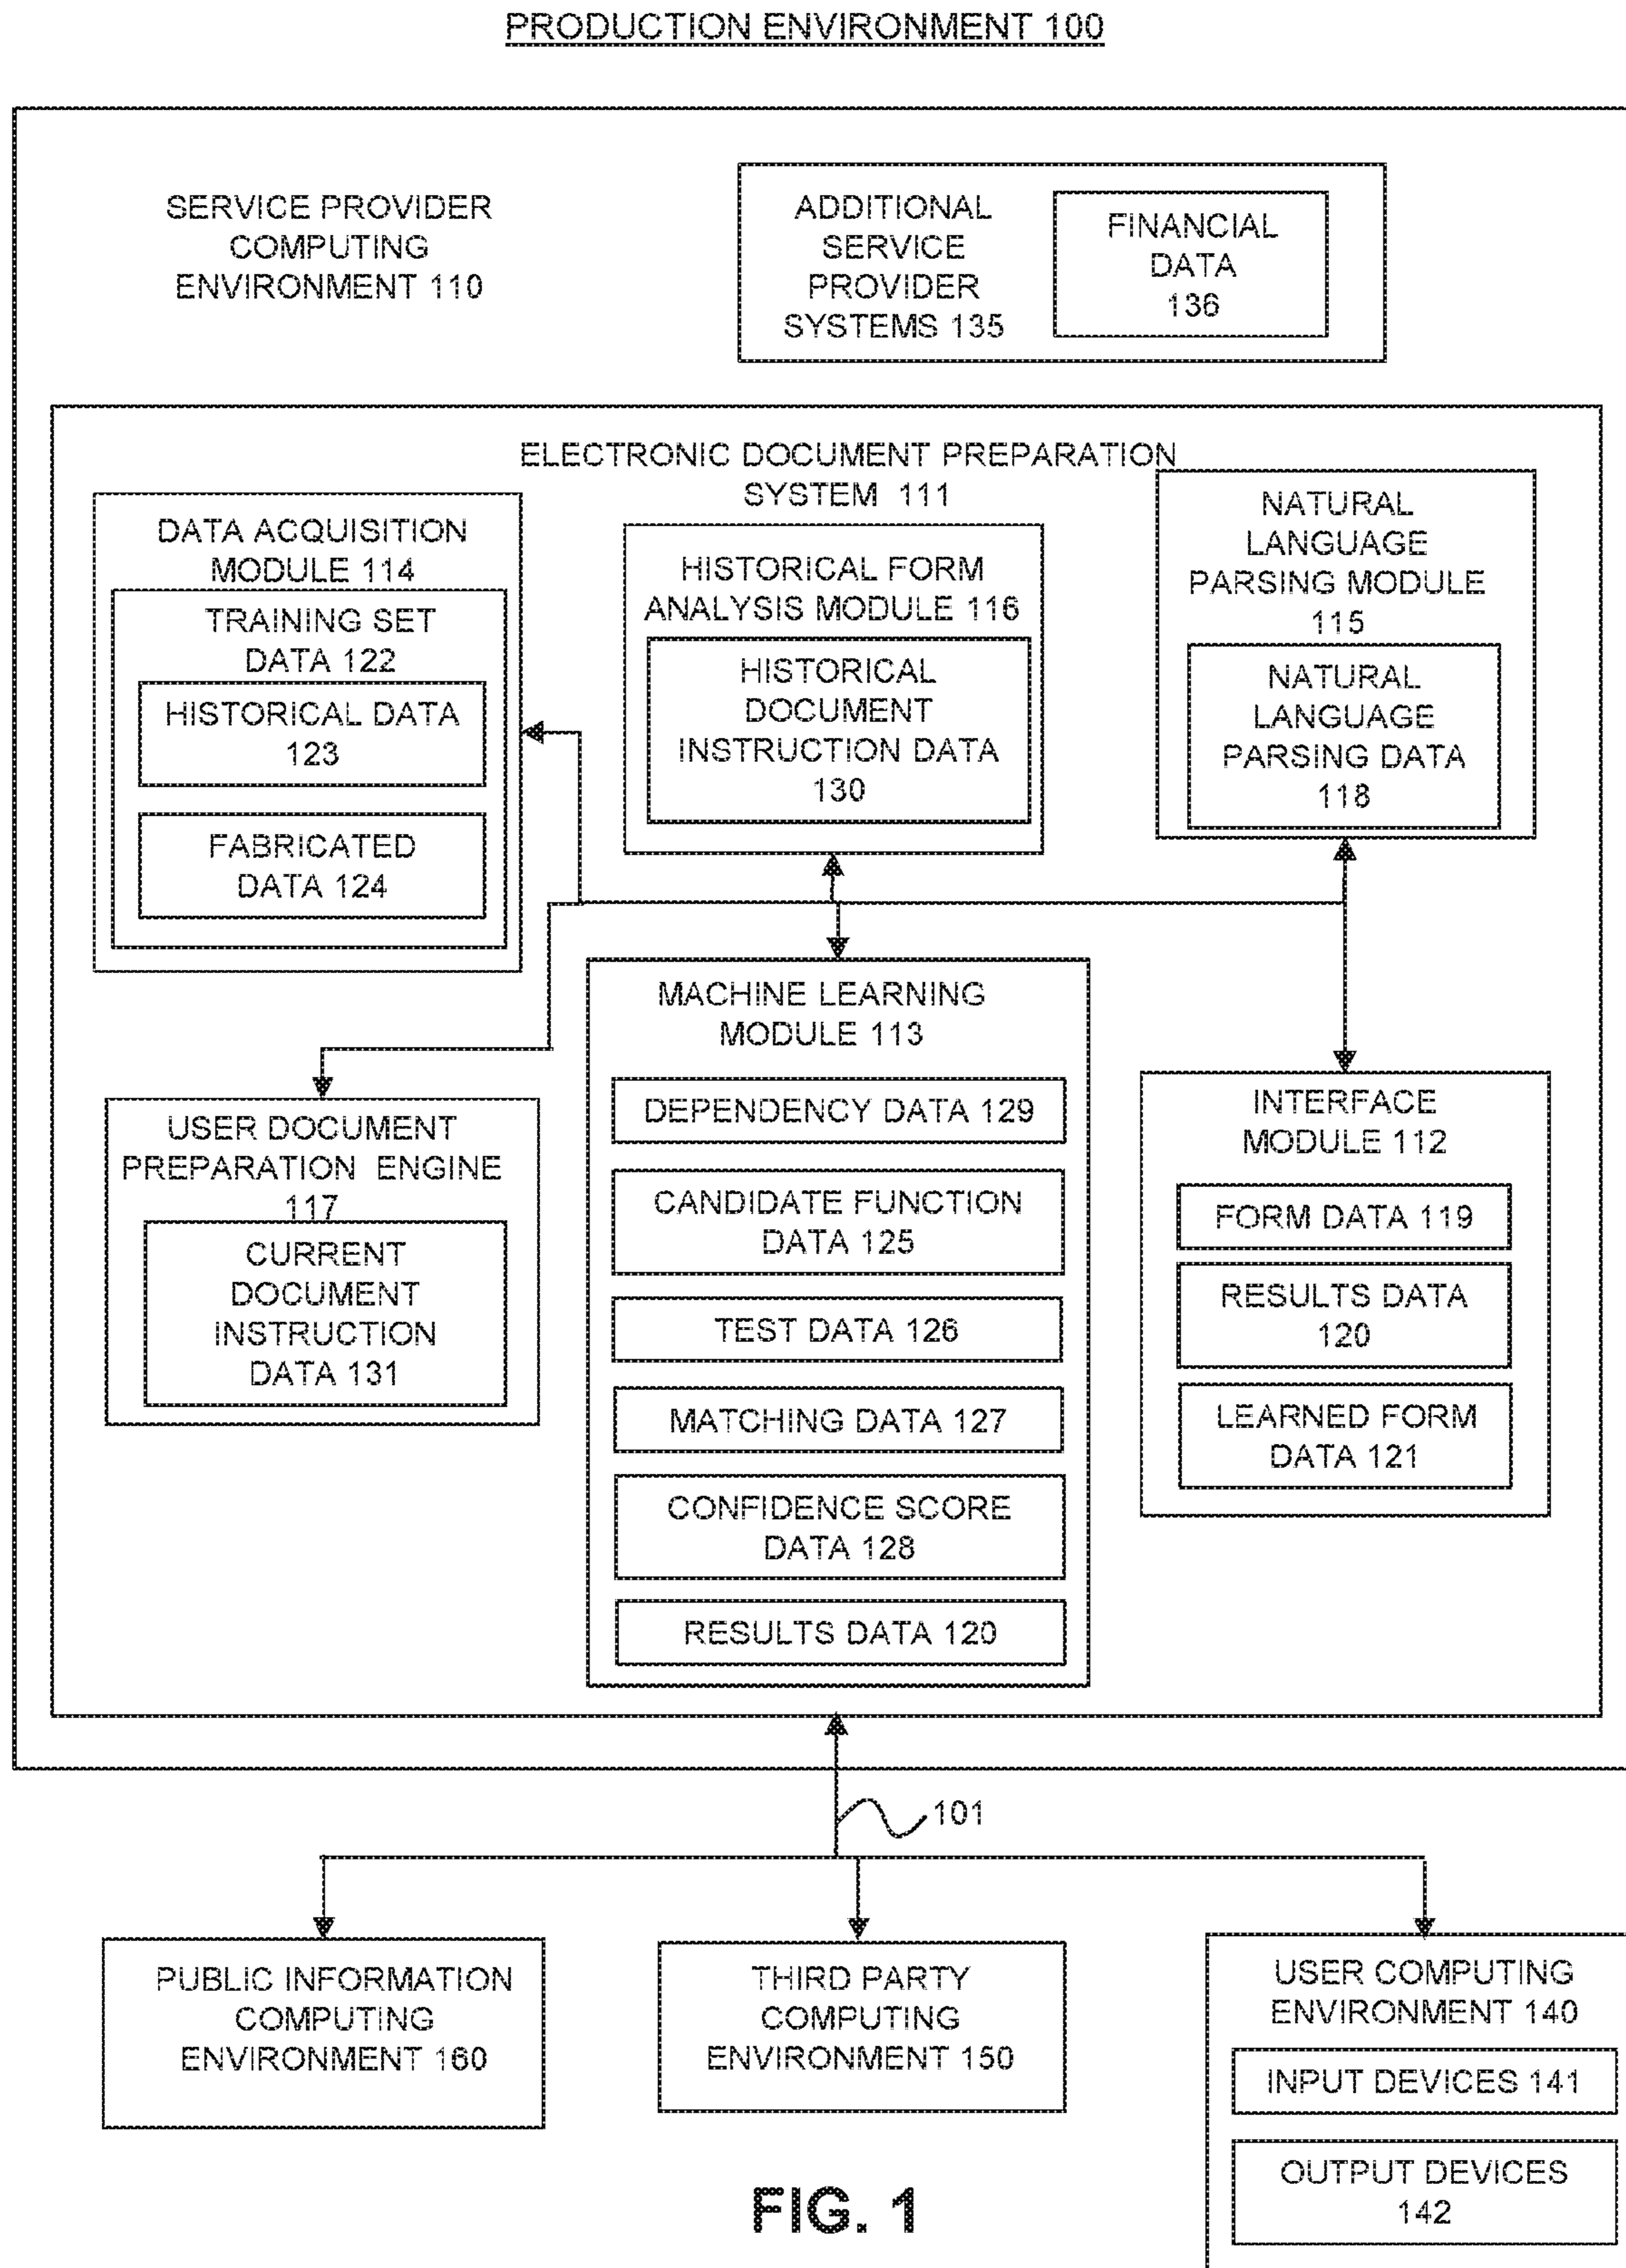 PRODUCTION ENVIRONMENT 100
SERVICE PROVIDER
COMPUTING
ENVIRONMENT 110
ADDITIONAL
SERVICE
PROVIDER
SYSTEMS 135
FINANCIAL
DATA
136
ELECTRONIC DOCUMENT PREPARATION
SYSTEM 111
DATA ACQUISITION
MODULE 114
TRAINING SET
DATA 122
HISTORICAL DATA
123
FABRICATED
DATA 124
HISTORICAL FORM
ANALYSIS MODULE 116
HISTORICAL
DOCUMENT
INSTRUCTION DATA
130
NATURAL
LANGUAGE
PARSING MODULE
115
NATURAL
LANGUAGE
PARSING DATA
118
USER DOCUMENT
PREPARATION ENGINE
117
CURRENT
DOCUMENT
INSTRUCTION
DATA 131
MACHINE LEARNING
MODULE 113
DEPENDENCY DATA 129
CANDIDATE FUNCTION
DATA 125
TEST DATA 126
MATCHING DATA 127
CONFIDENCE SCORE
DATA 128
RESULTS DATA 120
INTERFACE
MODULE 112
FORM DATA 119
RESULTS DATA
120
LEARNED FORM
DATA 121
101
PUBLIC INFORMATION
COMPUTING
ENVIRONMENT 160
THIRD PARTY
COMPUTING
ENVIRONMENT 150
USER COMPUTING
ENVIRONMENT 140
INPUT DEVICES 141
OUTPUT DEVICES
142
FIG. 1